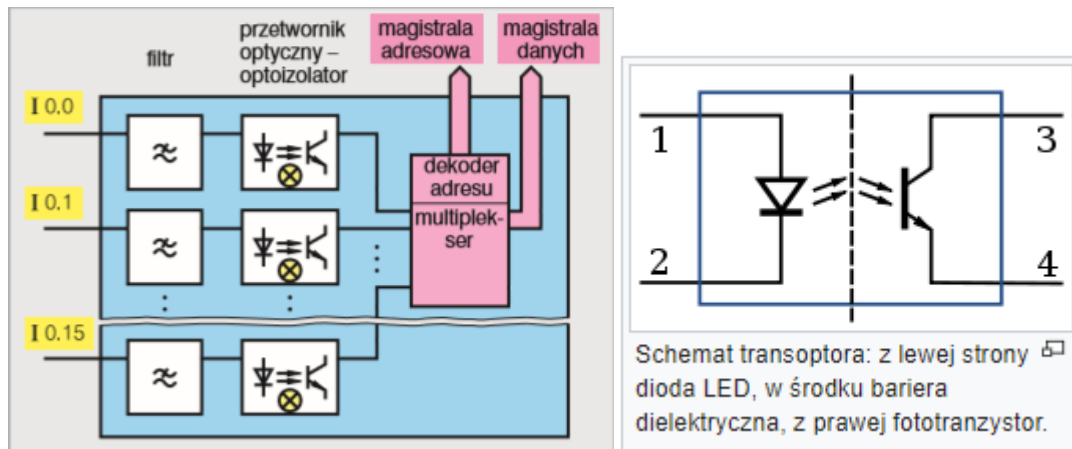 filtr
przetwornik
optyczny –
optoizolator
magistrala
adresowa
magistrala
danych
I 0.0
I 0.1
I 0.15
dekoder
adresu
multiplek-
ser
1
2
3
4
Schemat transoptora: z lewej strony
dioda LED, w środku bariera
dielektryczna, z prawej fototranzystor.